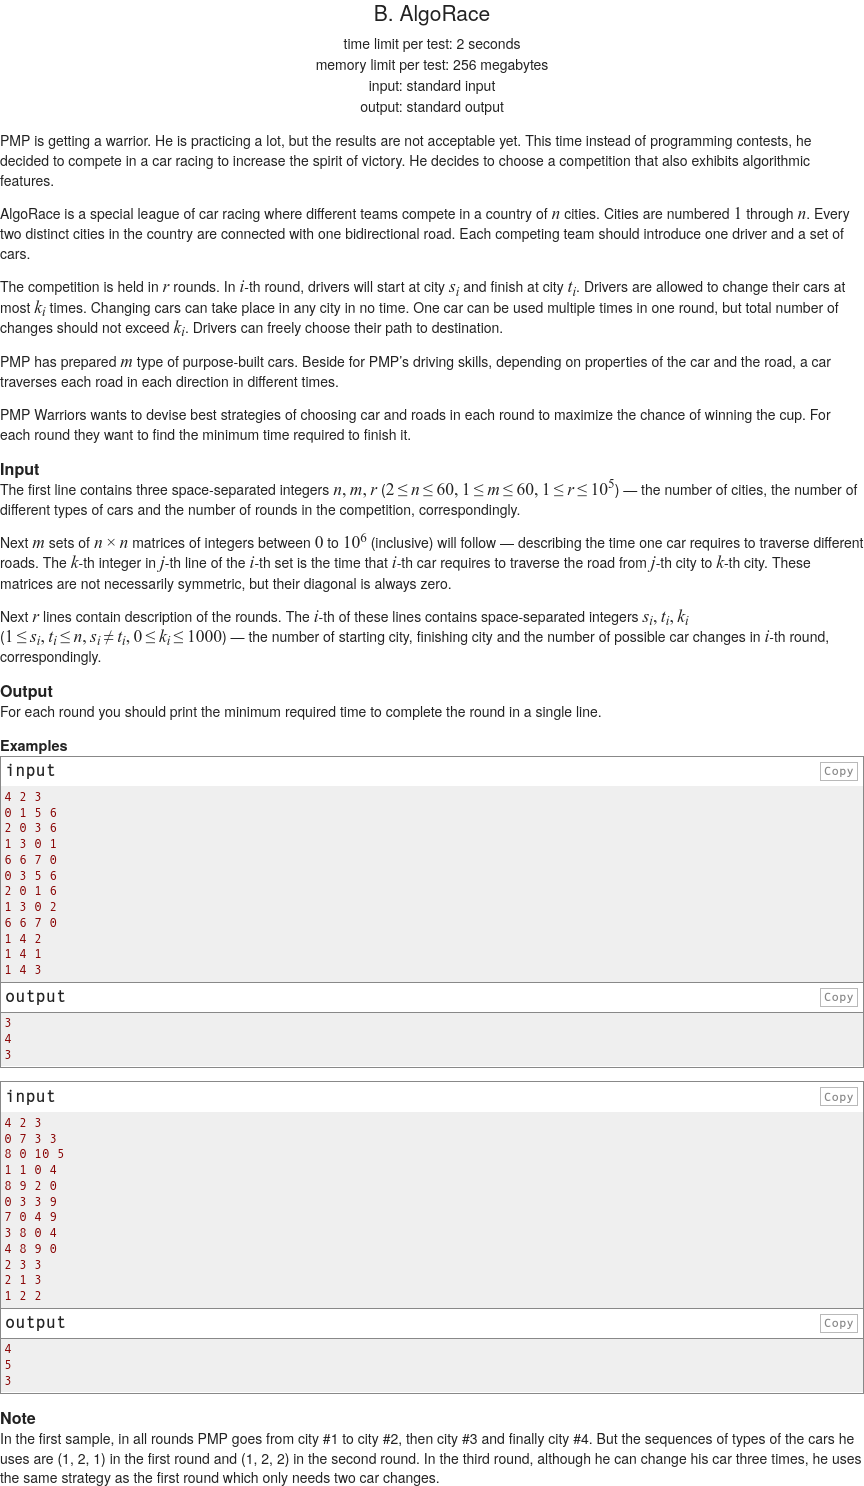 B. AlgoRace
time limit per test: 2 seconds
memory limit per test: 256 megabytes
input: standard input
output: standard output
PMP is getting a warrior. He is practicing a lot, but the results are not acceptable yet. This time instead of programming contests, he
decided to compete in a car racing to increase the spirit of victory. He decides to choose a competition that also exhibits algorithmic
features.
AlgoRace is a special league of car racing where different teams compete in a country of n cities. Cities are numbered 1 through n. Every
two distinct cities in the country are connected with one bidirectional road. Each competing team should introduce one driver and a set of
cars.
The competition is held in r rounds. In i-th round, drivers will start at city s_i and finish at city t_i. Drivers are allowed to change their cars at
most k_i times. Changing cars can take place in any city in no time. One car can be used multiple times in one round, but total number of
changes should not exceed k_i. Drivers can freely choose their path to destination.
PMP has prepared m type of purpose-built cars. Beside for PMP's driving skills, depending on properties of the car and the road, a car
traverses each road in each direction in different times.
PMP Warriors wants to devise best strategies of choosing car and roads in each round to maximize the chance of winning the cup. For
each round they want to find the minimum time required to finish it.
Input
The first line contains three space-separated integers n, m, r (2 ≤ n ≤ 60, 1 ≤ m ≤ 60, 1 ≤ r ≤ 10^5) — the number of cities, the number of
different types of cars and the number of rounds in the competition, correspondingly.
Next m sets of n × n matrices of integers between 0 to 10^6 (inclusive) will follow — describing the time one car requires to traverse different
roads. The k-th integer in j-th line of the i-th set is the time that i-th car requires to traverse the road from j-th city to k-th city. These
matrices are not necessarily symmetric, but their diagonal is always zero.
Next r lines contain description of the rounds. The i-th of these lines contains space-separated integers s_i, t_i, k_i
(1 ≤ s_i, t_i ≤ n, s_i ≠ t_i, 0 ≤ k_i ≤ 1000) — the number of starting city, finishing city and the number of possible car changes in i-th round,
correspondingly.
Output
For each round you should print the minimum required time to complete the round in a single line.
Examples
input Copy
4 2 3
0 1 5 6
2 0 3 6
1 3 0 1
6 6 7 0
0 3 5 6
2 0 1 6
1 3 0 2
6 6 7 0
1 4 2
1 4 1
1 4 3
output Copy
3
4
3
input Copy
4 2 3
0 7 3 3
8 0 10 5
1 1 0 4
8 9 2 0
0 3 3 9
7 0 4 9
3 8 0 4
4 8 9 0
2 3 3
2 1 3
1 2 2
output Copy
4
5
3
Note
In the first sample, in all rounds PMP goes from city #1 to city #2, then city #3 and finally city #4. But the sequences of types of the cars he
uses are (1, 2, 1) in the first round and (1, 2, 2) in the second round. In the third round, although he can change his car three times, he uses
the same strategy as the first round which only needs two car changes.